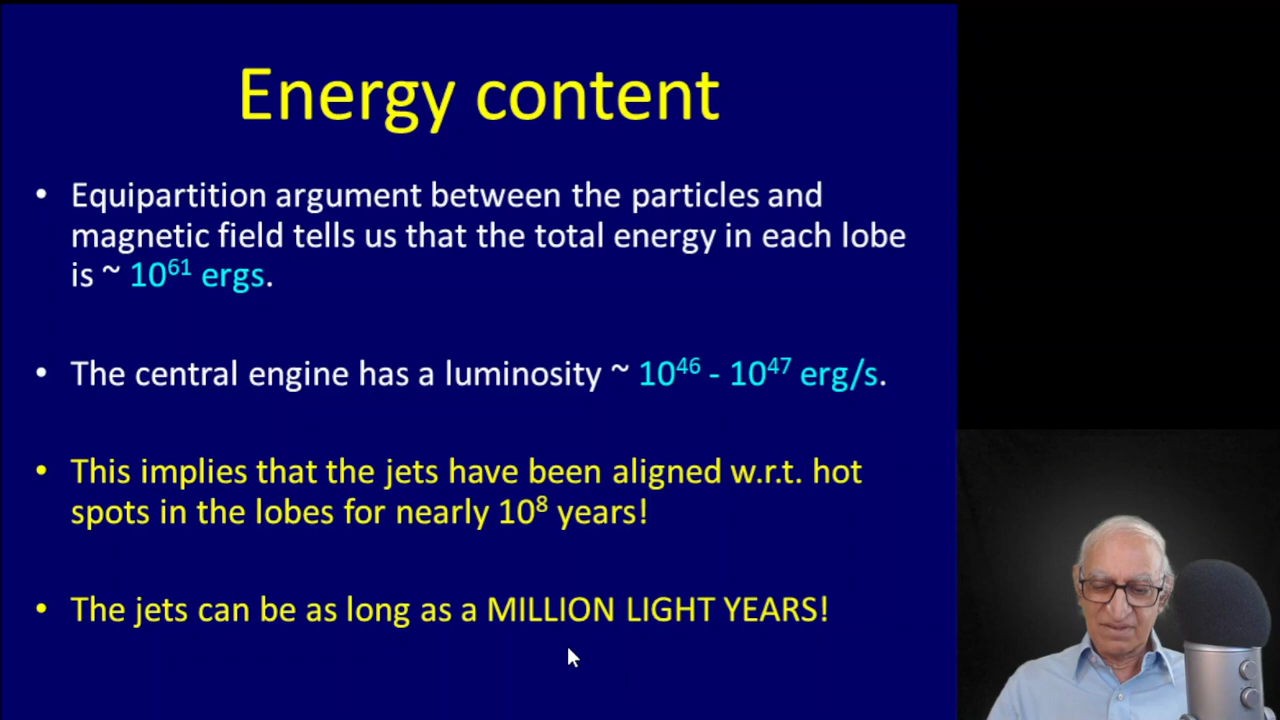 Energy content
• Equipartition argument between the particles and
magnetic field tells us that the total energy in each lobe
is ~ 10⁶¹ ergs.
• The central engine has a luminosity ~ 10⁴⁶ - 10⁴⁷ erg/s.
• This implies that the jets have been aligned w.r.t. hot
spots in the lobes for nearly 10⁸ years!
• The jets can be as long as a MILLION LIGHT YEARS!